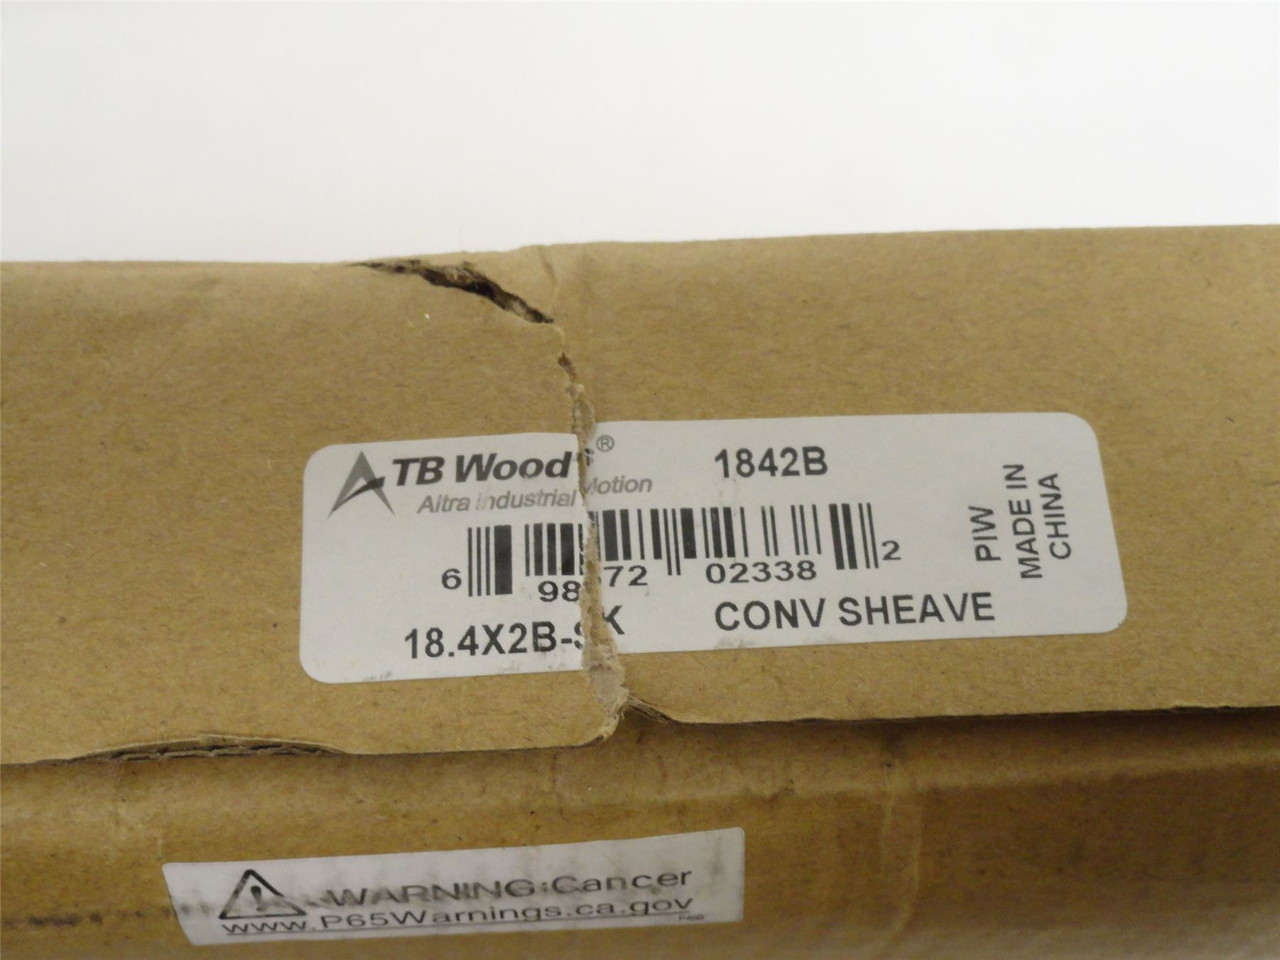 TB Wood's® 1842B
Altra Industrial Motion
6 98 72 02338 2
18.4X2B-SK CONV SHEAVE
PIW
MADE IN
CHINA
WARNING: Cancer
www.P65Warnings.ca.gov